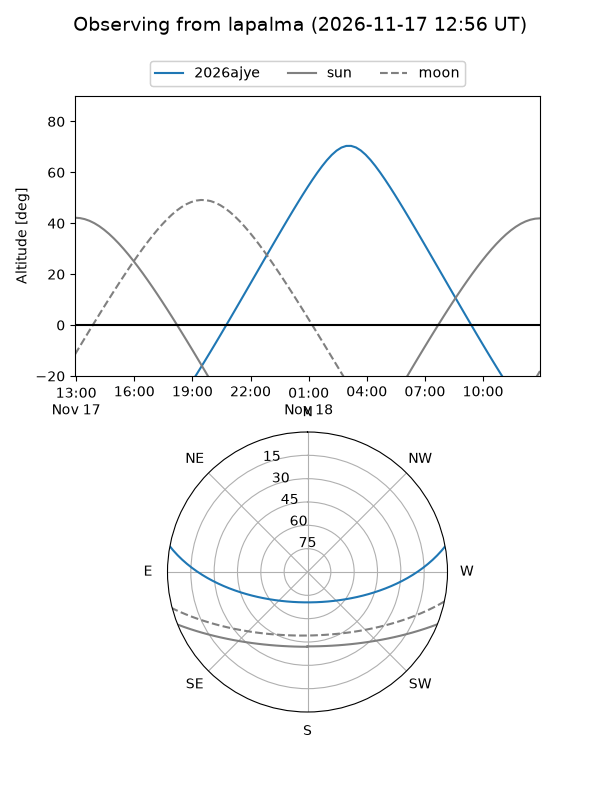 Observing from lapalma (2026-11-17 12:56 UT)
2026ajye sun moon
Altitude [deg]
80
60
40
20
0
−20
13:00 16:00 19:00 22:00 01:00 04:00 07:00 10:00
Nov 17 Nov 18
N
NE NW
15
30
45
60
75
E W
SE SW
S